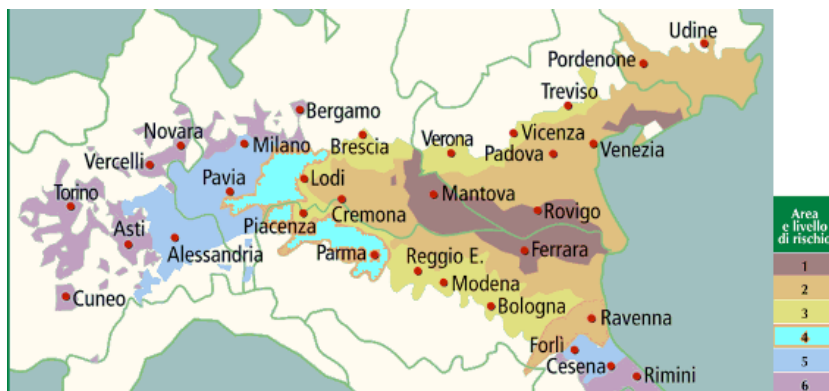 Udine
Pordenone
Treviso
Bergamo
Novara
Milano
Brescia
Verona
Vicenza
Vercelli
Padova
Venezia
Torino
Pavia
Lodi
Mantova
Asti
Piacenza
Cremona
Rovigo
Alessandria
Parma
Reggio E.
Ferrara
Cuneo
Modena
Bologna
Ravenna
Forlì
Cesena
Rimini
Area
e livello
di rischio
1
2
3
4
5
6